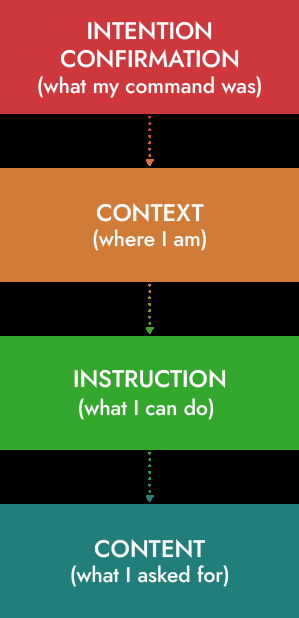 INTENTION
CONFIRMATION
(what my command was)
CONTEXT
(where I am)
INSTRUCTION
(what I can do)
CONTENT
(what I asked for)